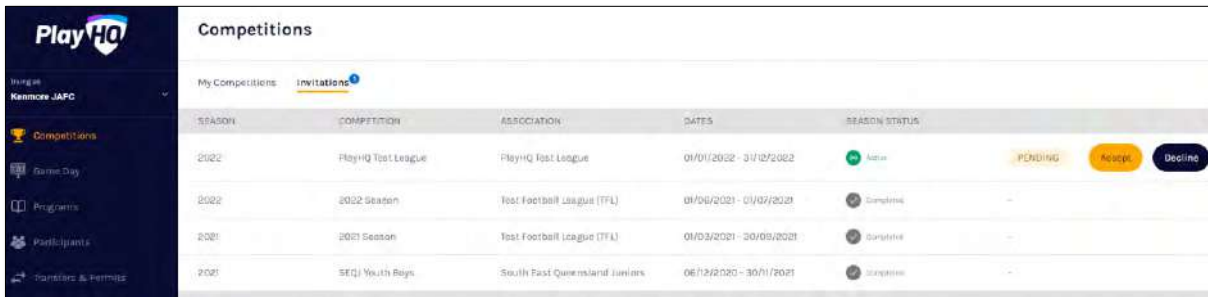 PlayHQ
Competitions
Kenmore JAFC
My Competitions Invitations 1
SEASON COMPETITION ASSOCIATION DATES SEASON STATUS
Competitions
2022 PlayHQ Test League PlayHQ Test League 01/01/2022 - 31/12/2022 Active PENDING Accept Decline
Game Day
Programs
2022 2022 Season Test Football League (TFL) 01/06/2021 - 01/07/2021 Completed -
Participants
2021 2021 Season Test Football League (TFL) 01/03/2021 - 30/09/2021 Completed -
Transfers & Permits
2021 SEQJ Youth Boys South East Queensland Juniors 06/12/2020 - 30/11/2021 Completed -